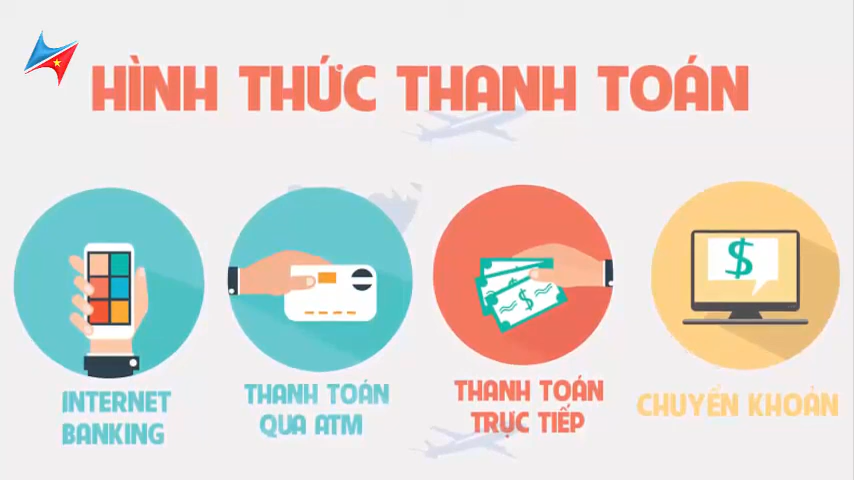 HÌNH THỨC THANH TOÁN
INTERNET
BANKING
THANH TOÁN
QUA ATM
THANH TOÁN
TRỰC TIẾP
$
$
CHUYỂN KHOẢN